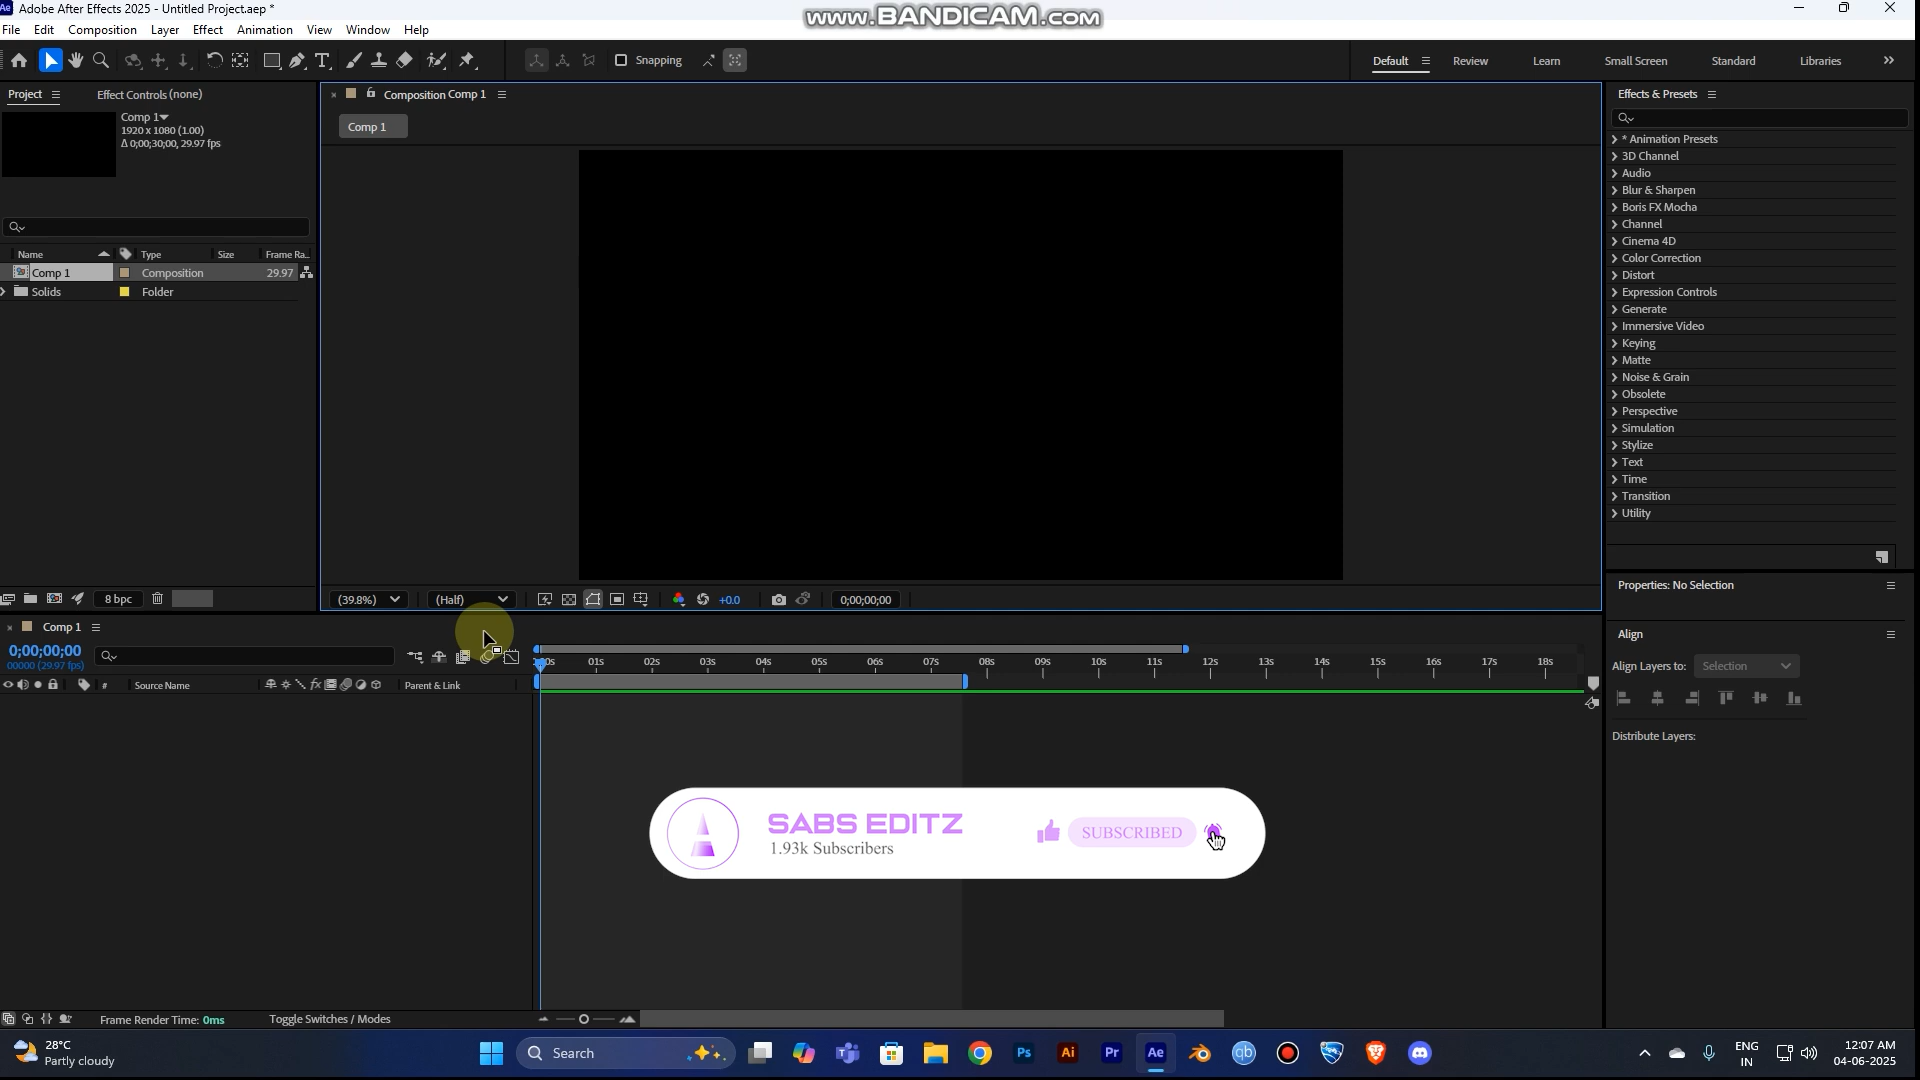 Ae Adobe After Effects 2025 - Untitled Project.aep *
www.BANDICAM.com
File Edit Composition Layer Effect Animation View Window Help
T Snapping Default Review Learn Small Screen Standard Libraries
Project Effect Controls (none)
Comp 1
1920 x 1080 (1.00)
Δ 0;00;30;00, 29.97 fps
Name Type Size Frame Ra..
Comp 1 Composition 29.97
Solids Folder
8 bpc
Composition Comp 1
Comp 1
(39.8%) (Half) +0.0 0;00;00;00
Effects & Presets
* Animation Presets
3D Channel
Audio
Blur & Sharpen
Boris FX Mocha
Channel
Cinema 4D
Color Correction
Distort
Expression Controls
Generate
Immersive Video
Keying
Matte
Noise & Grain
Obsolete
Perspective
Simulation
Stylize
Text
Time
Transition
Utility
Properties: No Selection
Align
Align Layers to: Selection
Distribute Layers:
Comp 1
0;00;00;00
00000 (29.97 fps)
# Source Name fx Parent & Link
01s 02s 03s 04s 05s 06s 07s 08s 09s 10s 11s 12s 13s 14s 15s 16s 17s 18s
SABS EDITZ
1.93k Subscribers
SUBSCRIBED
Frame Render Time: 0ms Toggle Switches / Modes
28°C
Partly cloudy
Search
Ps Ai Pr Ae qb
ENG
IN
12:07 AM
04-06-2025